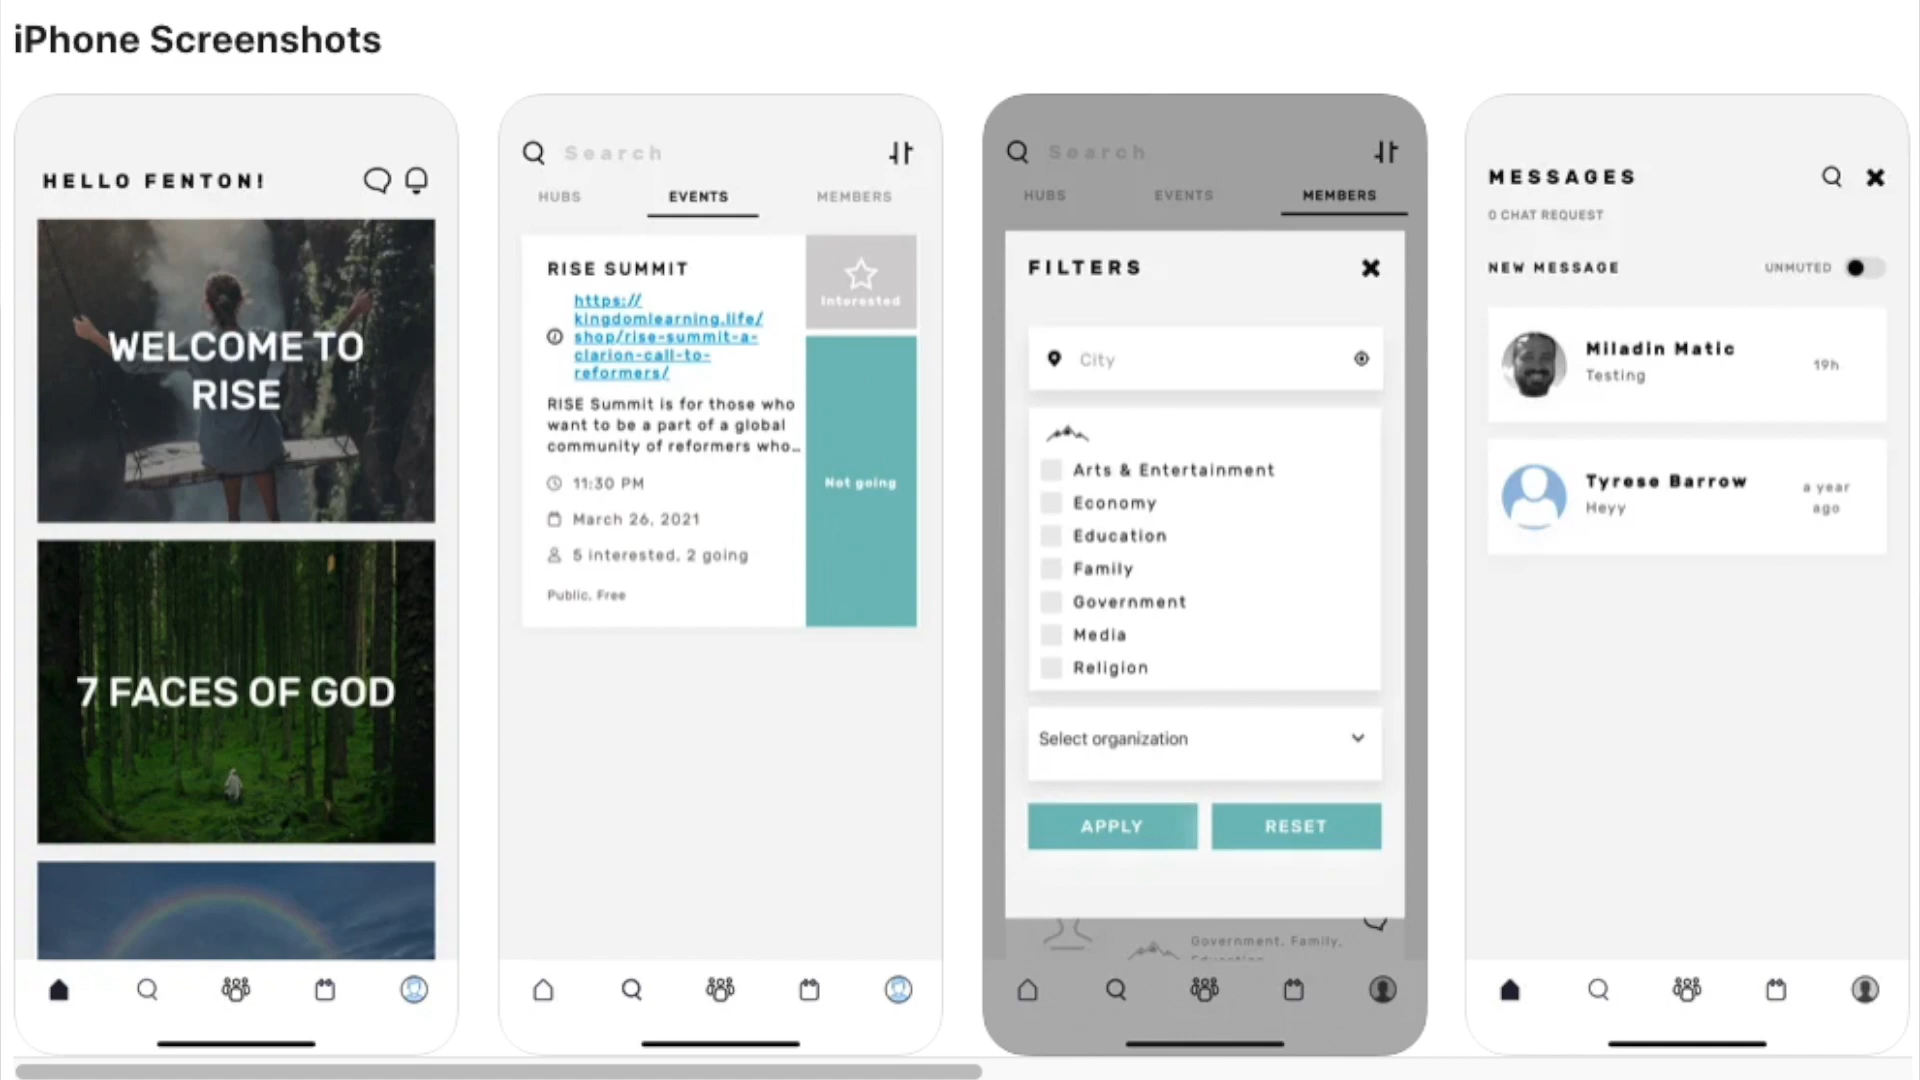 iPhone Screenshots
HELLO FENTON!
WELCOME TO
RISE
7 FACES OF GOD
Search
HUBS EVENTS MEMBERS
RISE SUMMIT
https://
kingdomlearning.life/
shop/rise-summit-a-
clarion-call-to-
reformers/
RISE Summit is for those who
want to be a part of a global
community of reformers who...
11:30 PM
March 26, 2021
5 interested, 2 going
Public, Free
Interested
Not going
Search
HUBS EVENTS MEMBERS
FILTERS
City
Arts & Entertainment
Economy
Education
Family
Government
Media
Religion
Select organization
APPLY RESET
Government, Family,
Education
MESSAGES
0 CHAT REQUEST
NEW MESSAGE UNMUTED
Miladin Matic
Testing
19h
Tyrese Barrow
Heyy
a year
ago